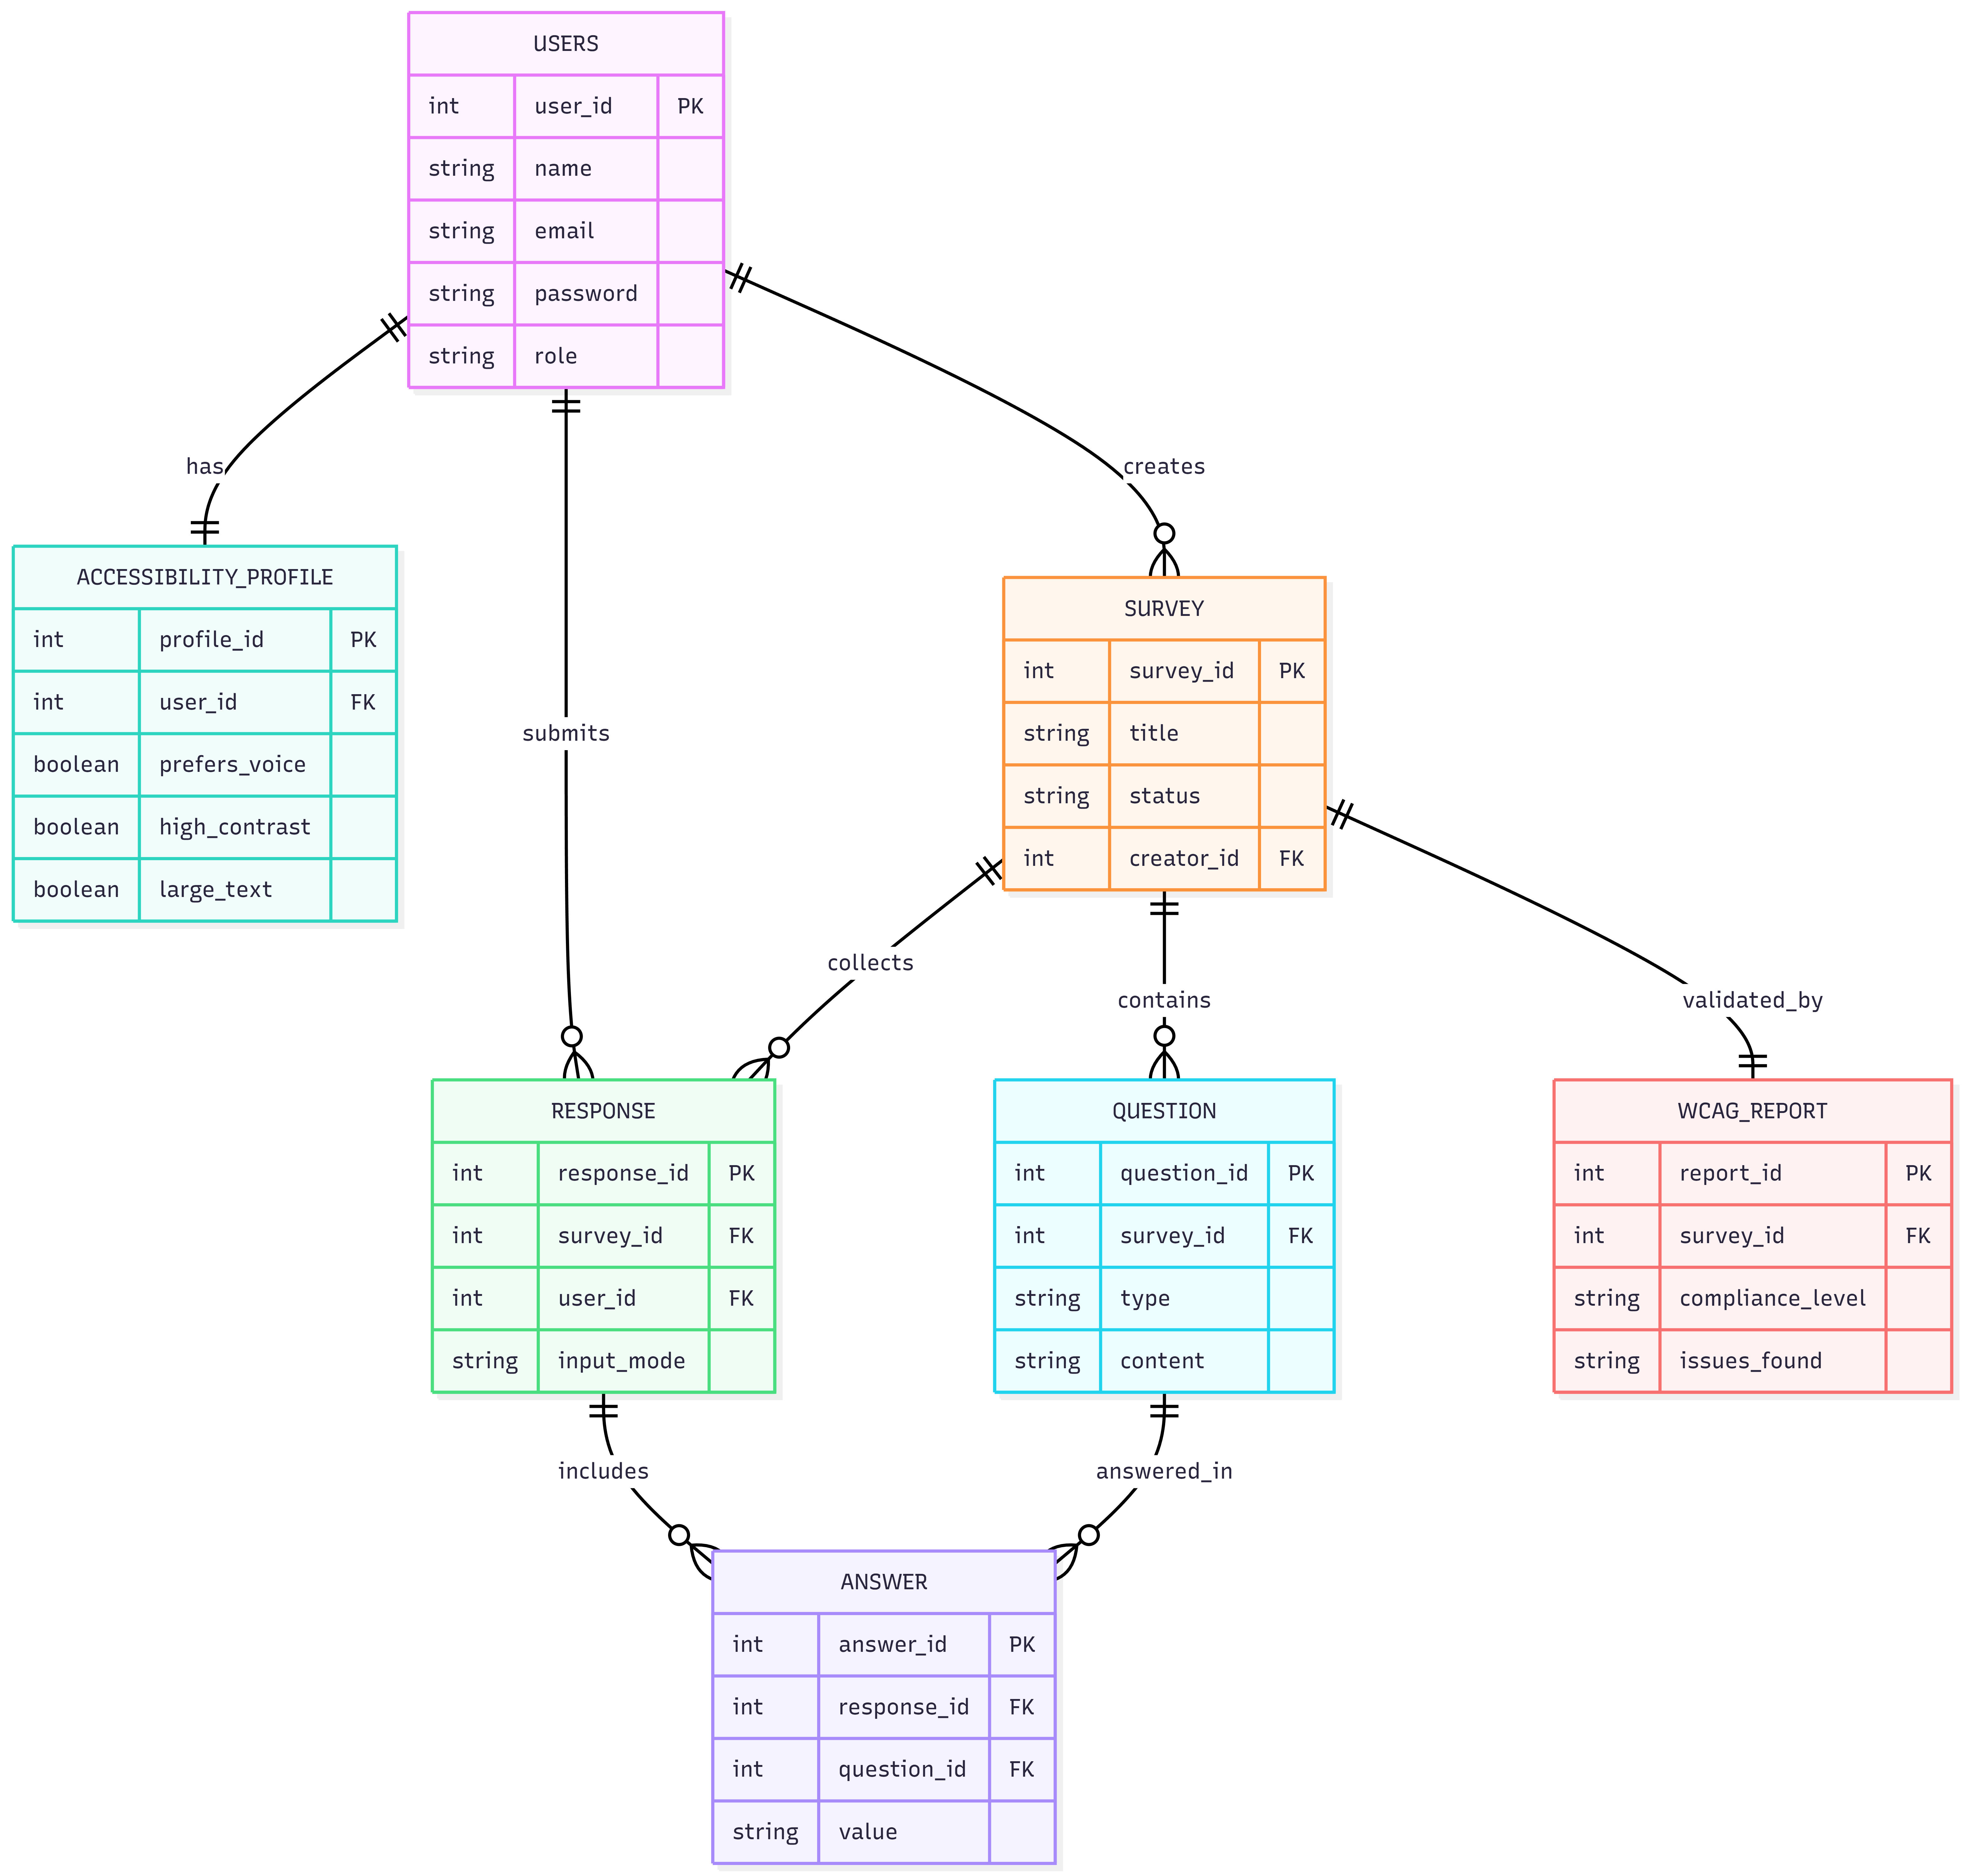 USERS
int user_id PK
string name
string email
string password
string role
has
creates
ACCESSIBILITY_PROFILE
int profile_id PK
int user_id FK
boolean prefers_voice
boolean high_contrast
boolean large_text
submits
SURVEY
int survey_id PK
string title
string status
int creator_id FK
collects
contains
validated_by
RESPONSE
int response_id PK
int survey_id FK
int user_id FK
string input_mode
QUESTION
int question_id PK
int survey_id FK
string type
string content
WCAG_REPORT
int report_id PK
int survey_id FK
string compliance_level
string issues_found
includes
answered_in
ANSWER
int answer_id PK
int response_id FK
int question_id FK
string value